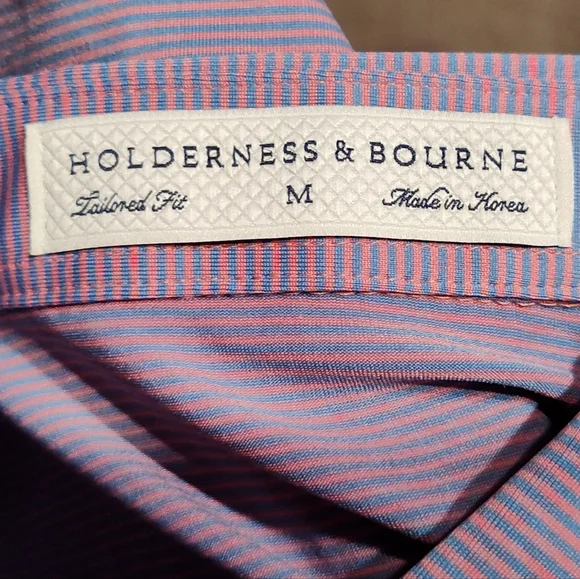 HOLDERNESS & BOURNE
Tailored Fit M Made in Korea